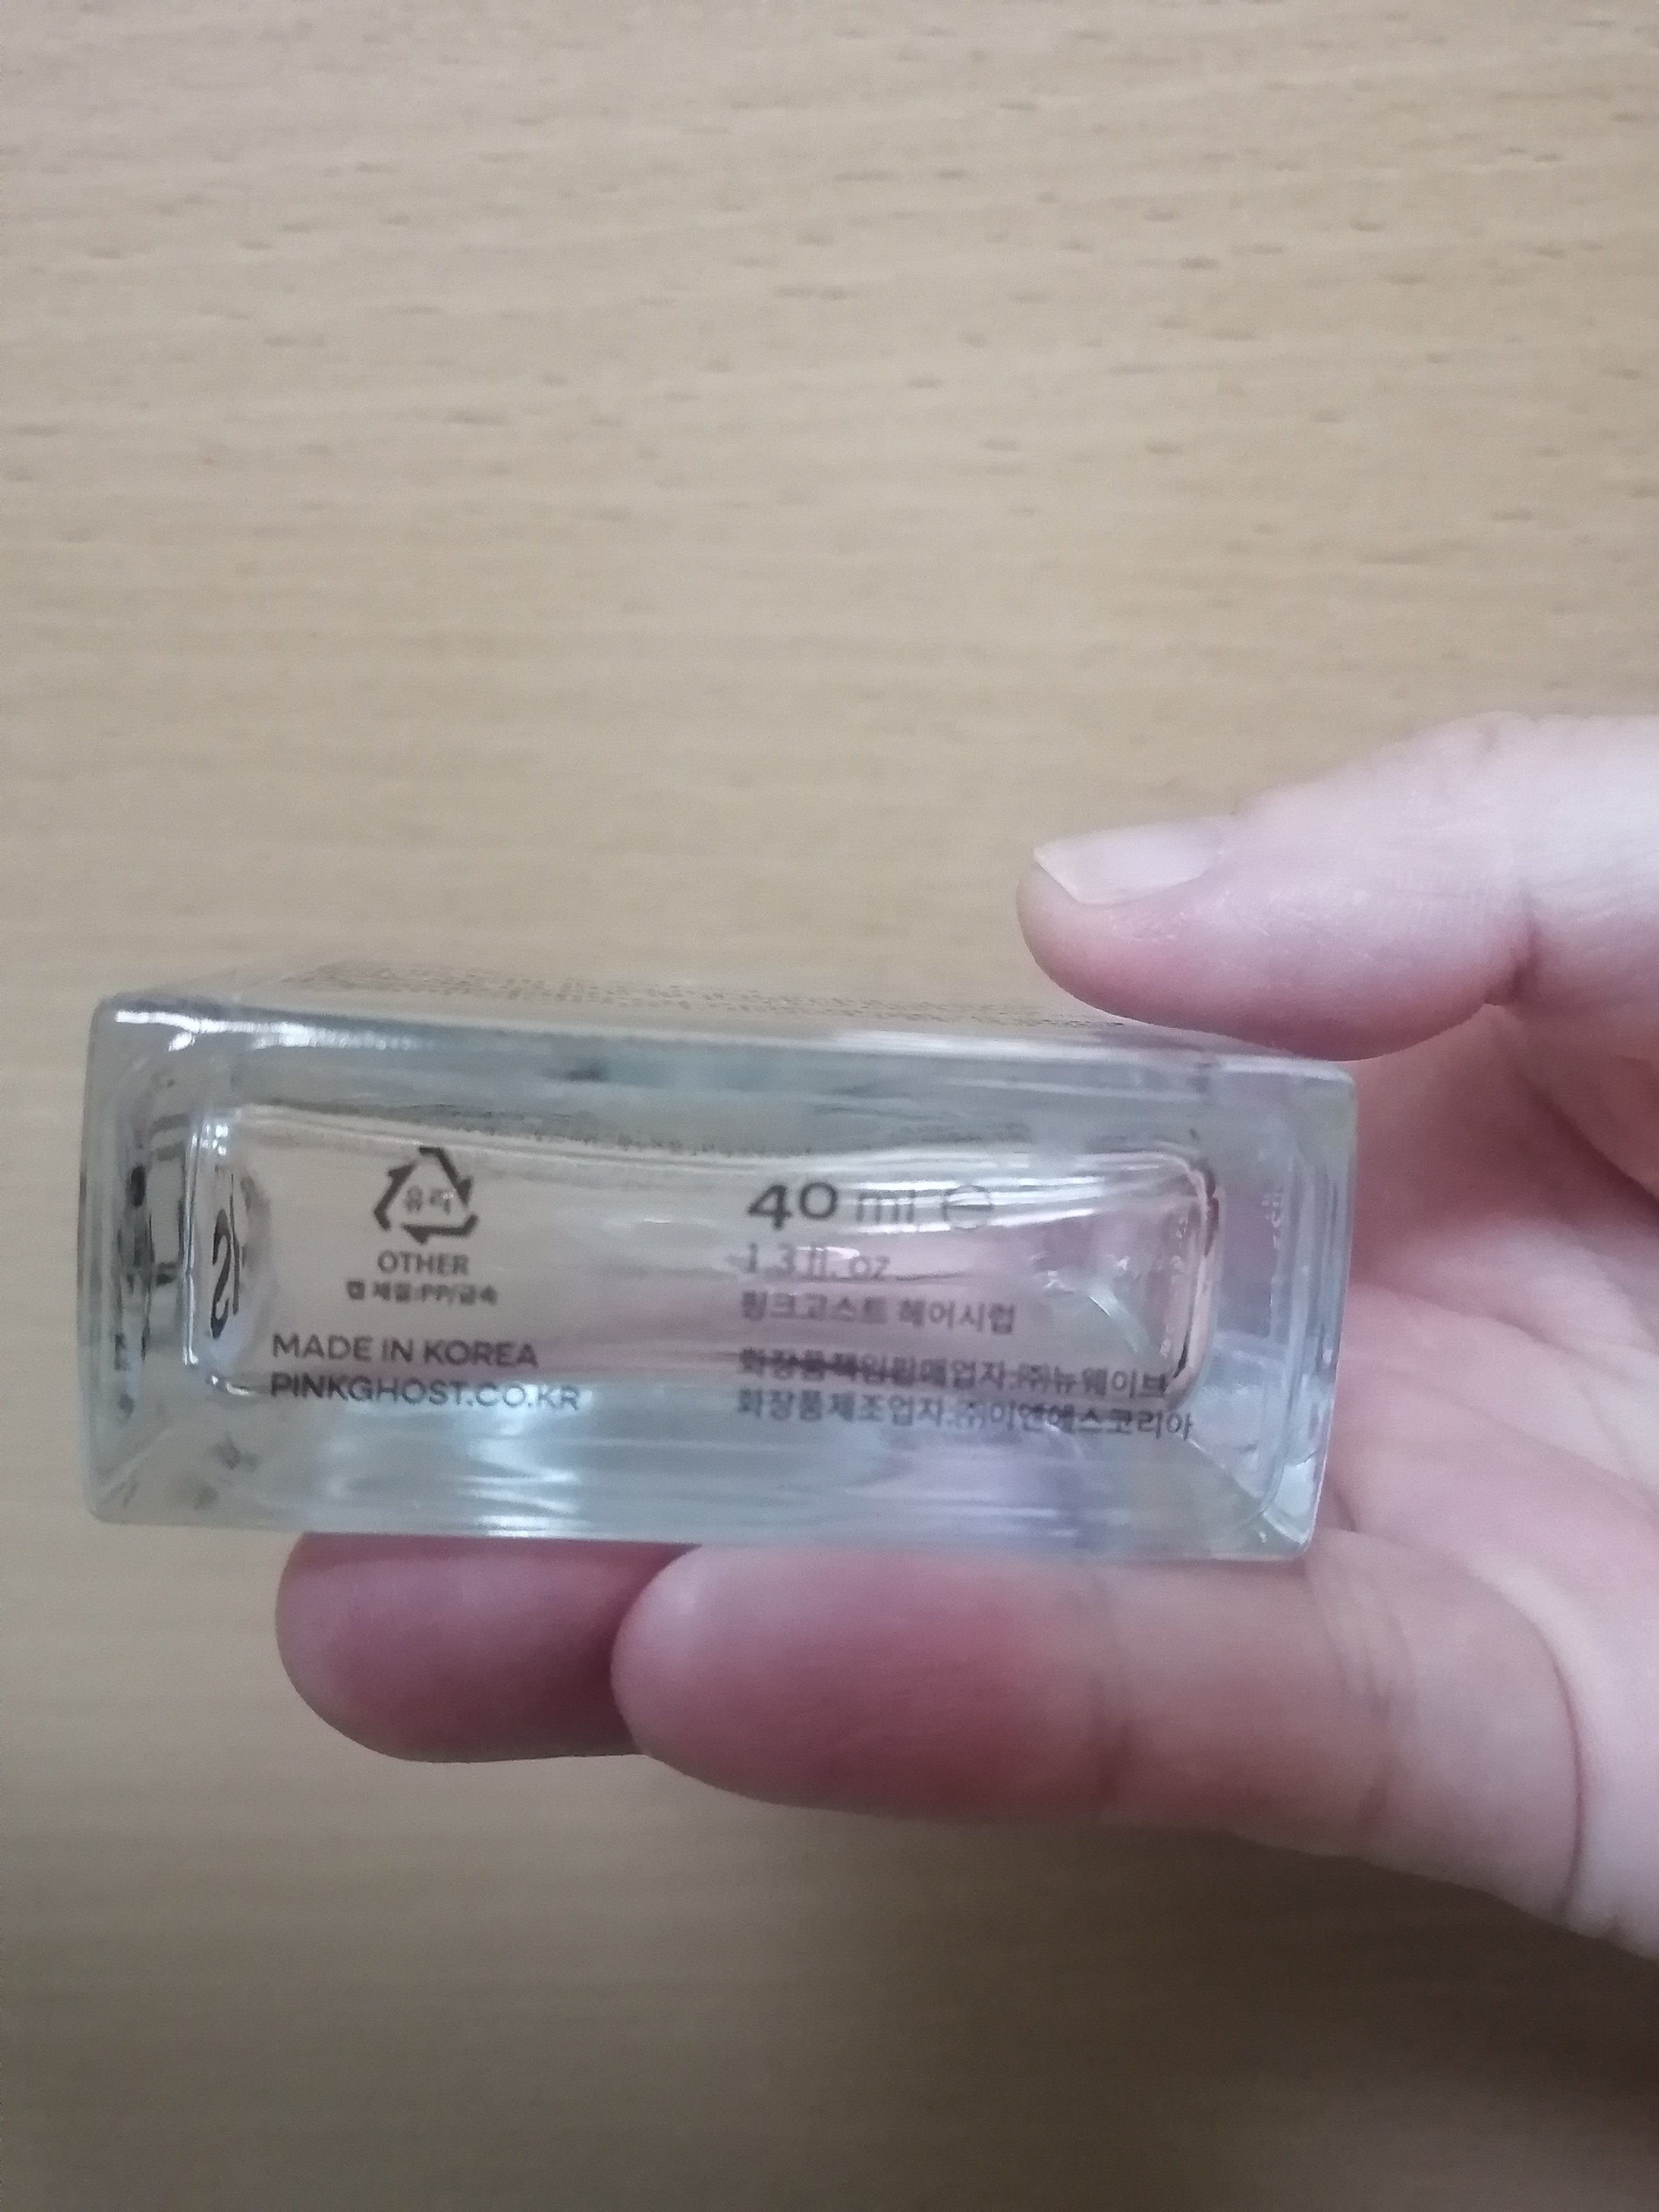 유리
OTHER
캡 재질:PP/금속
MADE IN KOREA
PINKGHOST.CO.KR
40 ml ⊖
1.3 fl. oz
핑크고스트 헤어시럽
화장품책임판매업자:㈜뉴웨이브
화장품제조업자:㈜이앤에스코리아